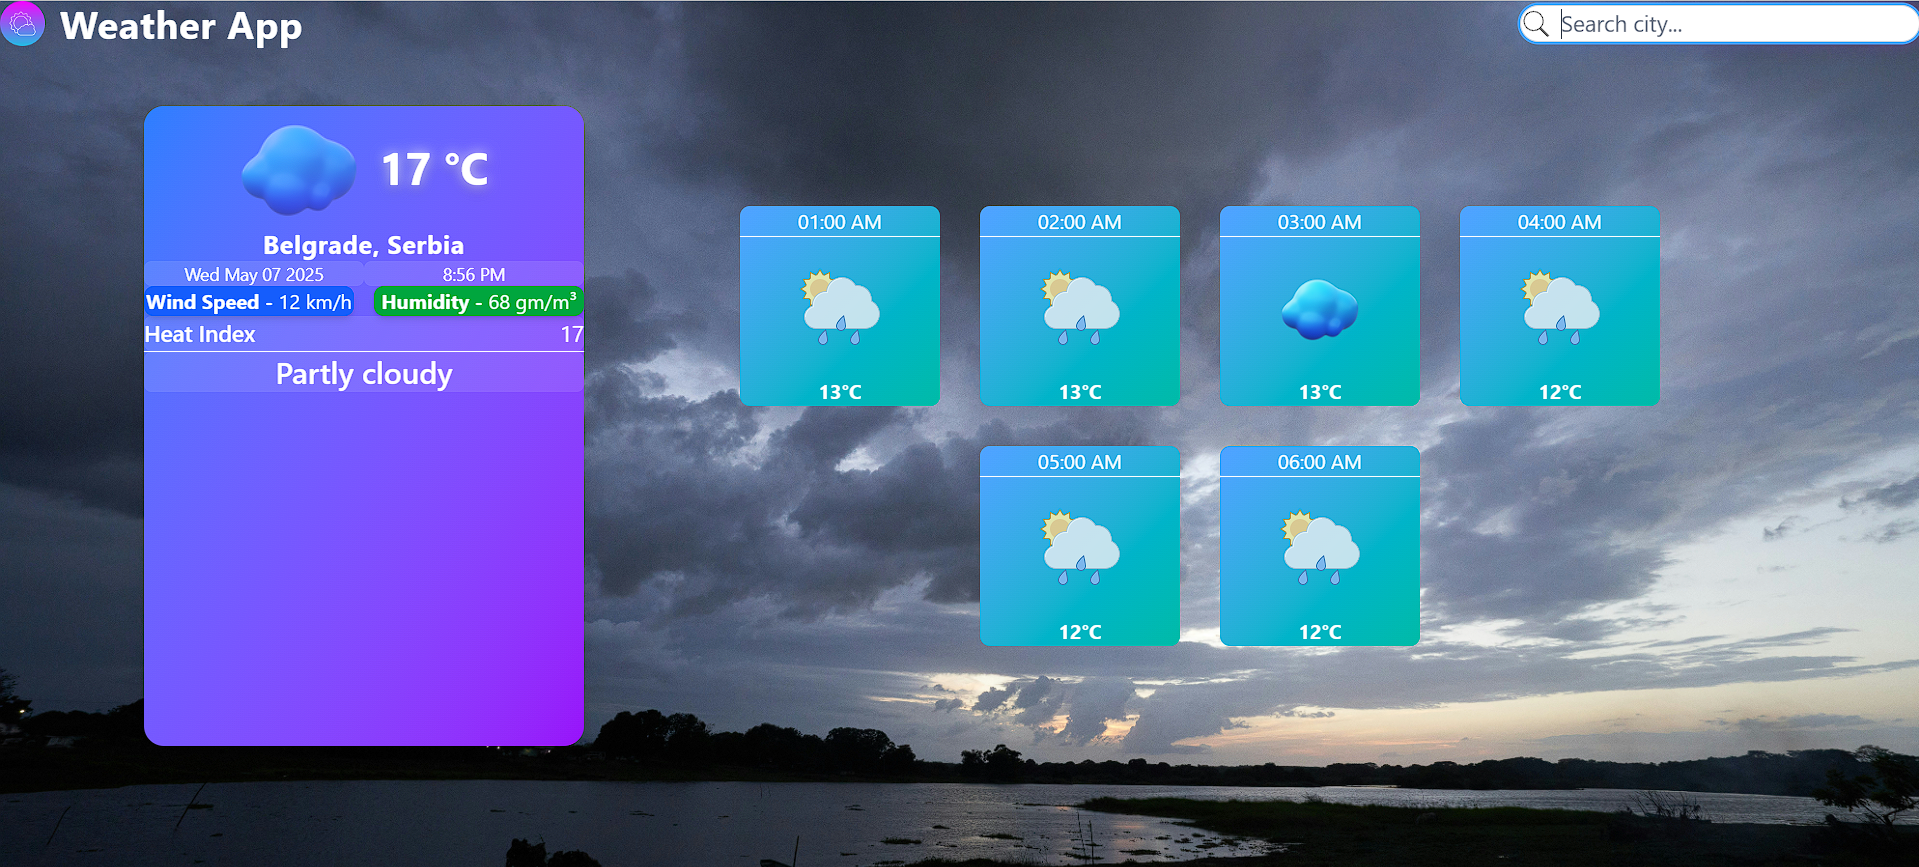 Weather App
Search city...
17 °C
Belgrade, Serbia
Wed May 07 2025 8:56 PM
Wind Speed - 12 km/h Humidity - 68 gm/m³
Heat Index 17
Partly cloudy
01:00 AM 02:00 AM 03:00 AM 04:00 AM
13°C 13°C 13°C 12°C
05:00 AM 06:00 AM
12°C 12°C